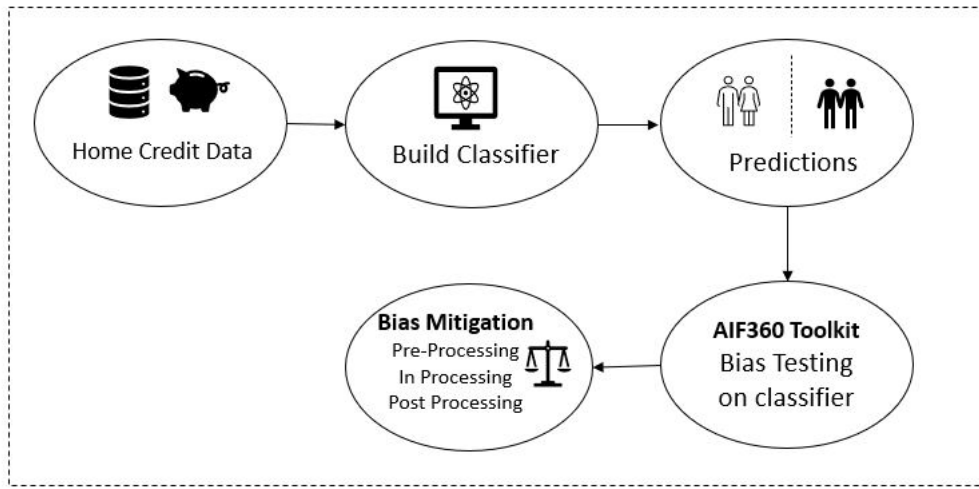 Home Credit Data
Build Classifier
Predictions
Bias Mitigation
Pre-Processing
In Processing
Post Processing
AIF360 Toolkit
Bias Testing
on classifier